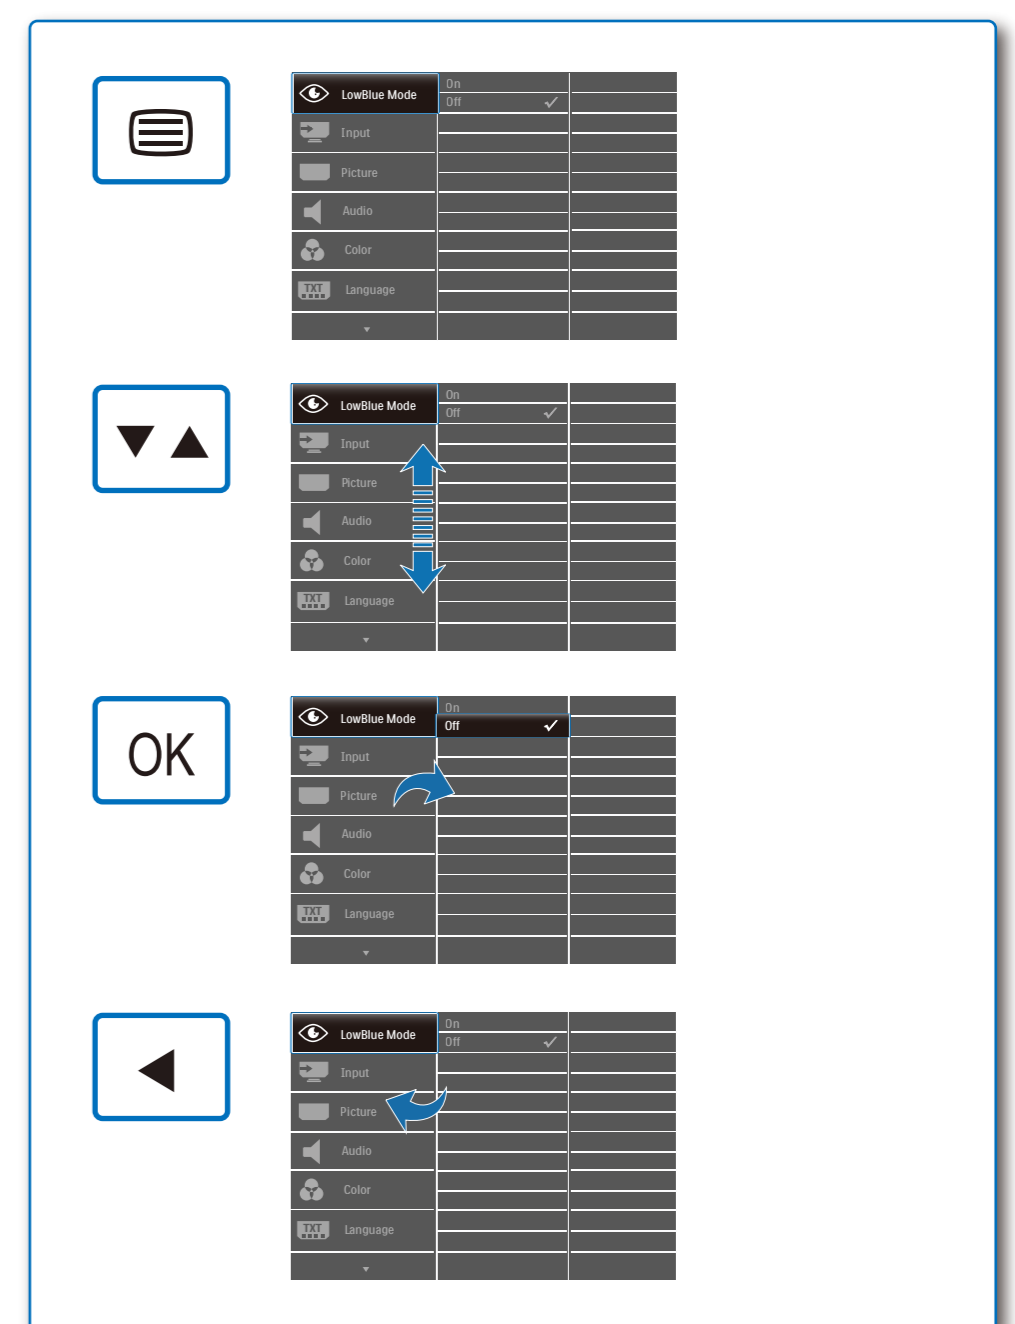 On
LowBlue Mode
Off
Input
Picture
Audio
Color
TXT
Language
On
LowBlue Mode
Off
Input
Picture
Audio
Color
TXT
Language
OK
On
LowBlue Mode
Off
Input
Picture
Audio
Color
TXT
Language
On
LowBlue Mode
Off
Input
Picture
Audio
Color
TXT
Language